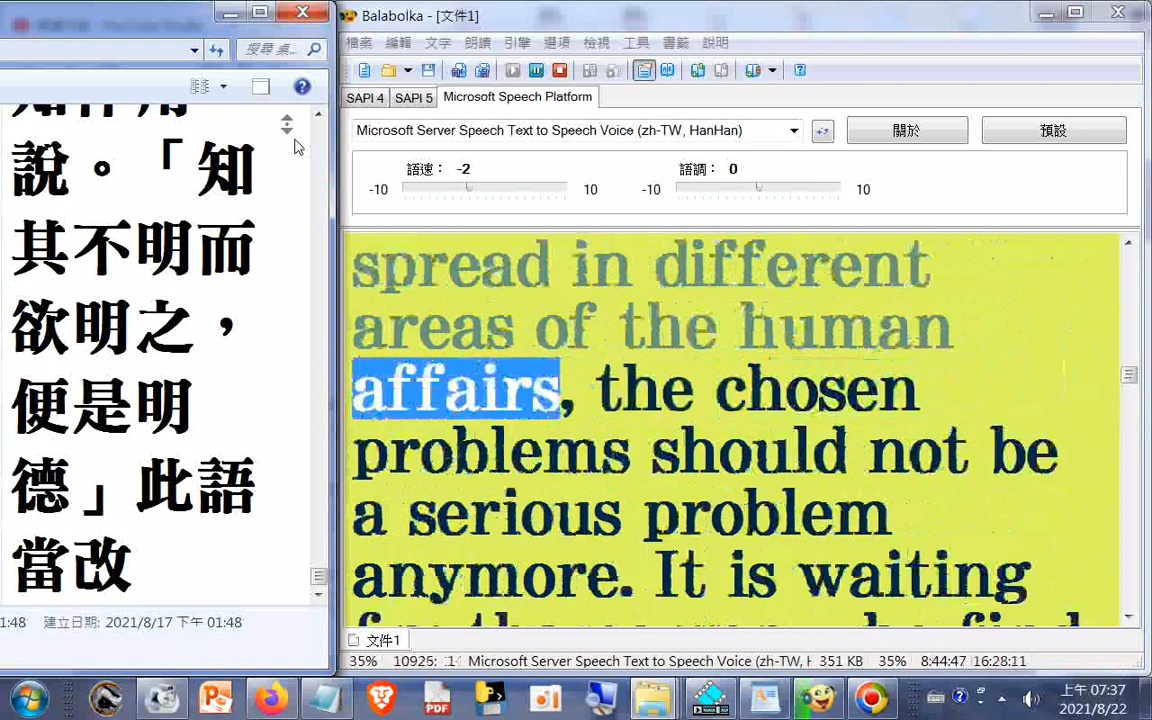 Balabolka - [文件1]
搜尋 桌...
檔案 編輯 文字 朗讀 引擎 選項 檢視 工具 書籤 說明
SAPI 4 SAPI 5 Microsoft Speech Platform
Microsoft Server Speech Text to Speech Voice (zh-TW, HanHan) 關於 預設
語速： -2 語調： 0
-10 10 -10 10
說。「知
其不明而
欲明之，
便是明
德」此語
當改
spread in different
areas of the human
affairs, the chosen
problems should not be
a serious problem
anymore. It is waiting
1:48 建立日期: 2021/8/17 下午 01:48
文件1
35% 10925: Microsoft Server Speech Text to Speech Voice (zh-TW, H 351 KB 35% 8:44:47 16:28:11
PDF
上午 07:37
2021/8/22